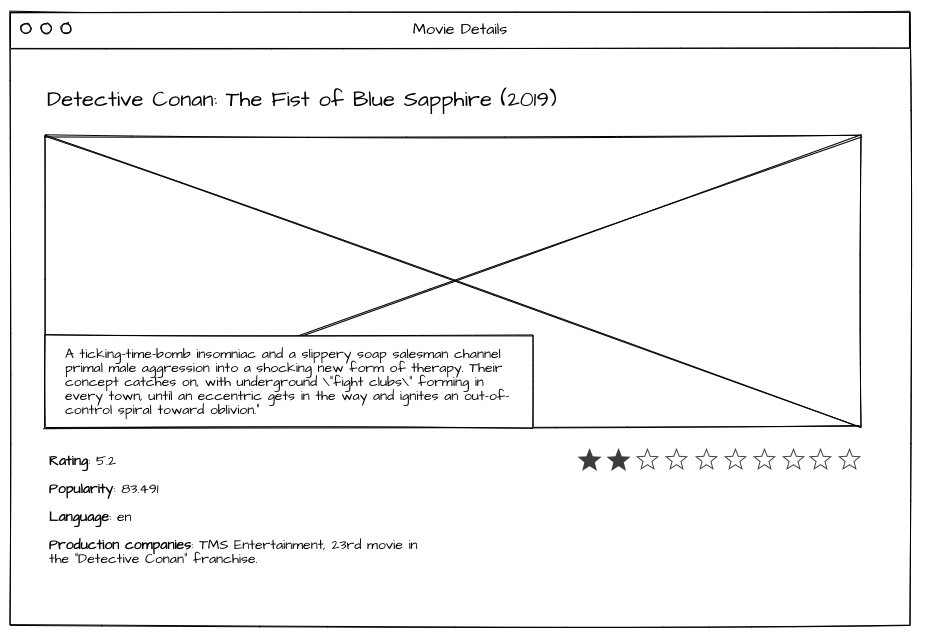 Movie Details
Detective Conan: The Fist of Blue Sapphire (2019)
A ticking-time-bomb insomniac and a slippery soap salesman channel
primal male aggression into a shocking new form of therapy. Their
concept catches on, with underground \"fight clubs\" forming in
every town, until an eccentric gets in the way and ignites an out-of-
control spiral toward oblivion."
Rating: 5.2
Popularity: 83.491
Language: en
Production companies: TMS Entertainment, 23rd movie in
the "Detective Conan" franchise.